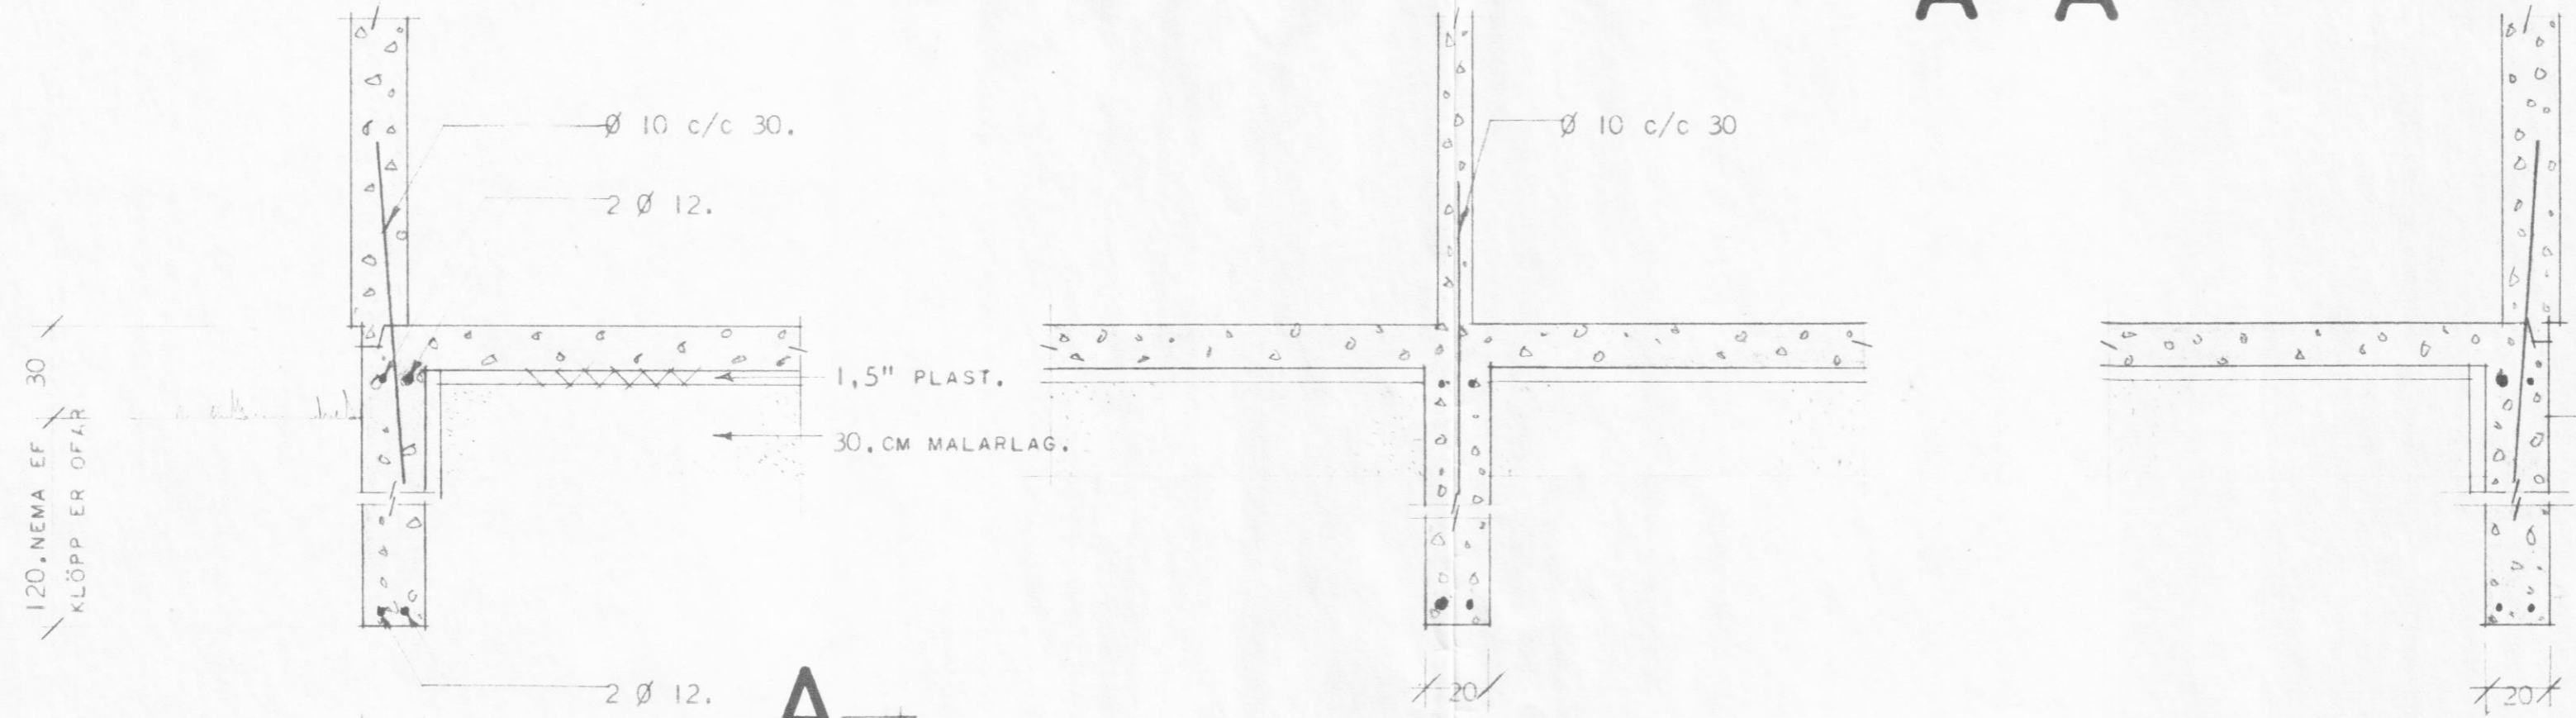 A A
Ø 10 c/c 30.
Ø 10 c/c 30
2 Ø 12.
30
1,5" PLAST.
30.CM MALARLAG.
120.NEMA EF
KLÖPP ER OFAR
2 Ø 12.
20
20
A